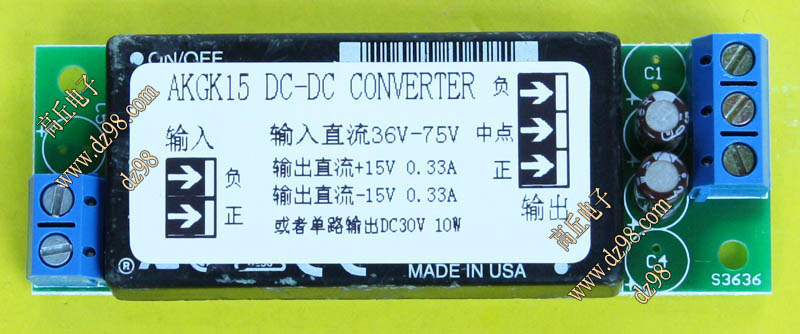 ON/OFF
AKGK15 DC-DC CONVERTER
负
中点
正
输出
输入
负
正
输入直流36V-75V
输出直流+15V 0.33A
输出直流-15V 0.33A
或者单路输出DC30V 10W
MADE IN USA
®
C1
C4
S3636
高丘电子
www.dz98.com
dz98
高丘电子
www.dz98.com
dz98